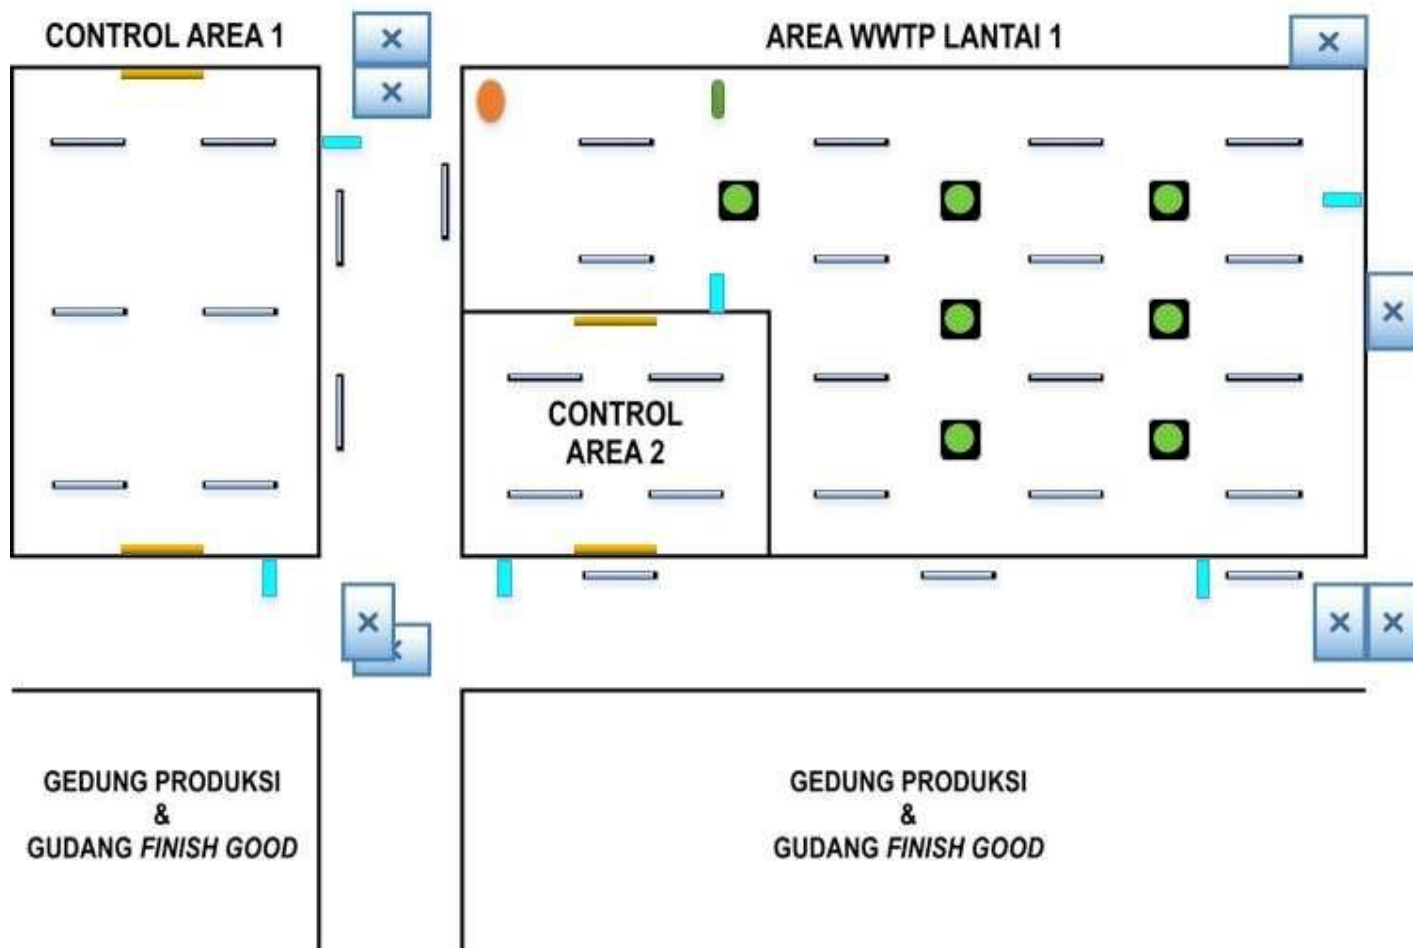 CONTROL AREA 1
AREA WWTP LANTAI 1
CONTROL
AREA 2
GEDUNG PRODUKSI
&
GUDANG FINISH GOOD
GEDUNG PRODUKSI
&
GUDANG FINISH GOOD